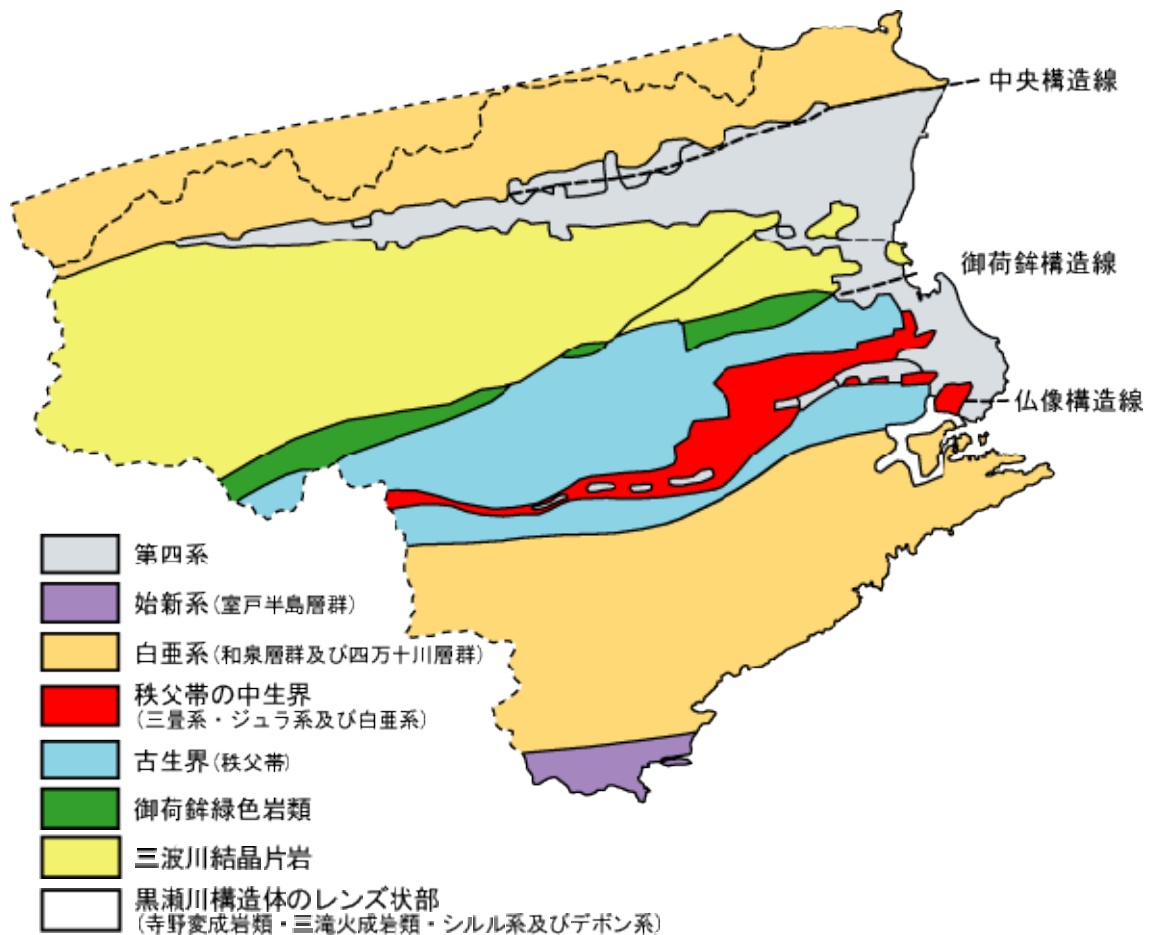 中央構造線
御荷鉾構造線
仏像構造線
第四系
始新系(室戸半島層群)
白亜系(和泉層群及び四万十川層群)
秩父帯の中生界
(三畳系・ジュラ系及び白亜系)
古生界(秩父帯)
御荷鉾緑色岩類
三波川結晶片岩
黒瀬川構造体のレンズ状部
(寺野変成岩類・三滝火成岩類・シルル系及びデボン系)